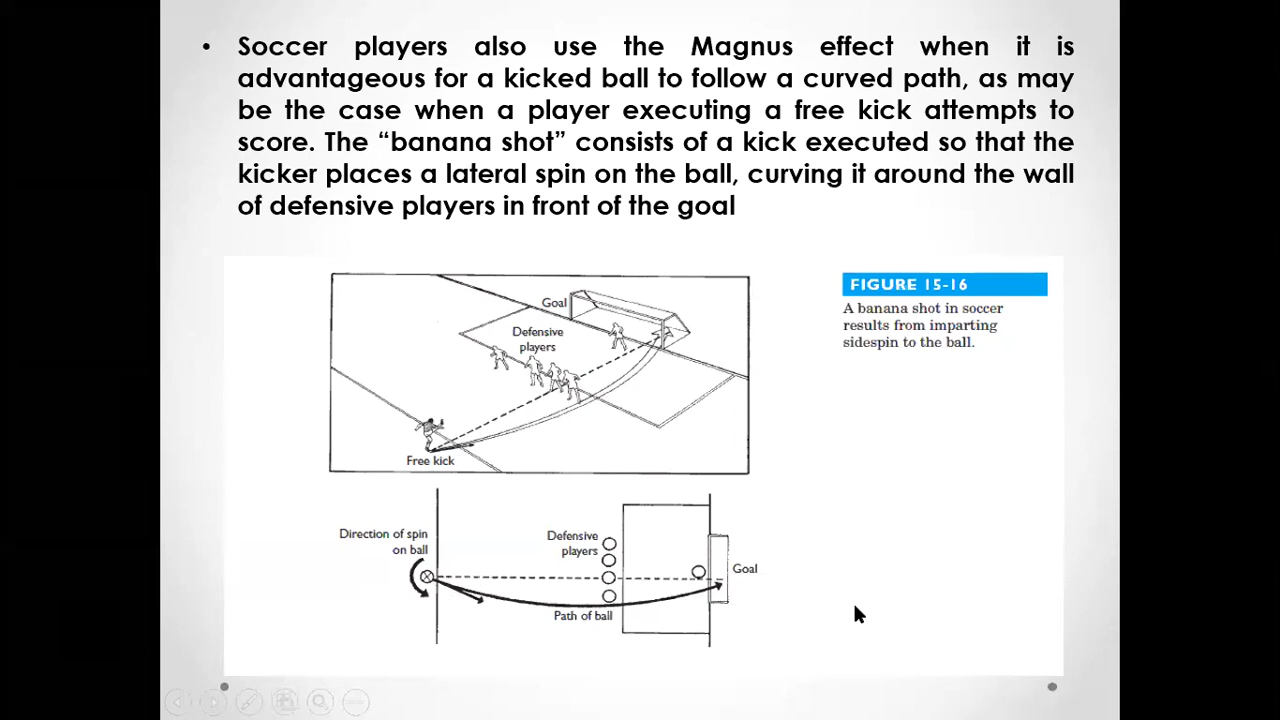 • Soccer players also use the Magnus effect when it is
advantageous for a kicked ball to follow a curved path, as may
be the case when a player executing a free kick attempts to
score. The “banana shot” consists of a kick executed so that the
kicker places a lateral spin on the ball, curving it around the wall
of defensive players in front of the goal
FIGURE 15-16
A banana shot in soccer
results from imparting
sidespin to the ball.
Goal
Defensive
players
Free kick
Direction of spin
on ball
Defensive
players
Goal
Path of ball